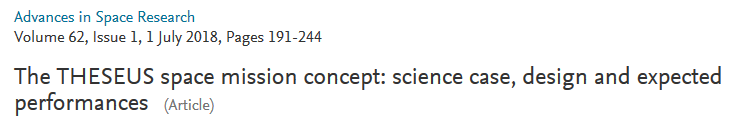 Advances in Space Research
Volume 62, Issue 1, 1 July 2018, Pages 191-244
The THESEUS space mission concept: science case, design and expected
performances (Article)